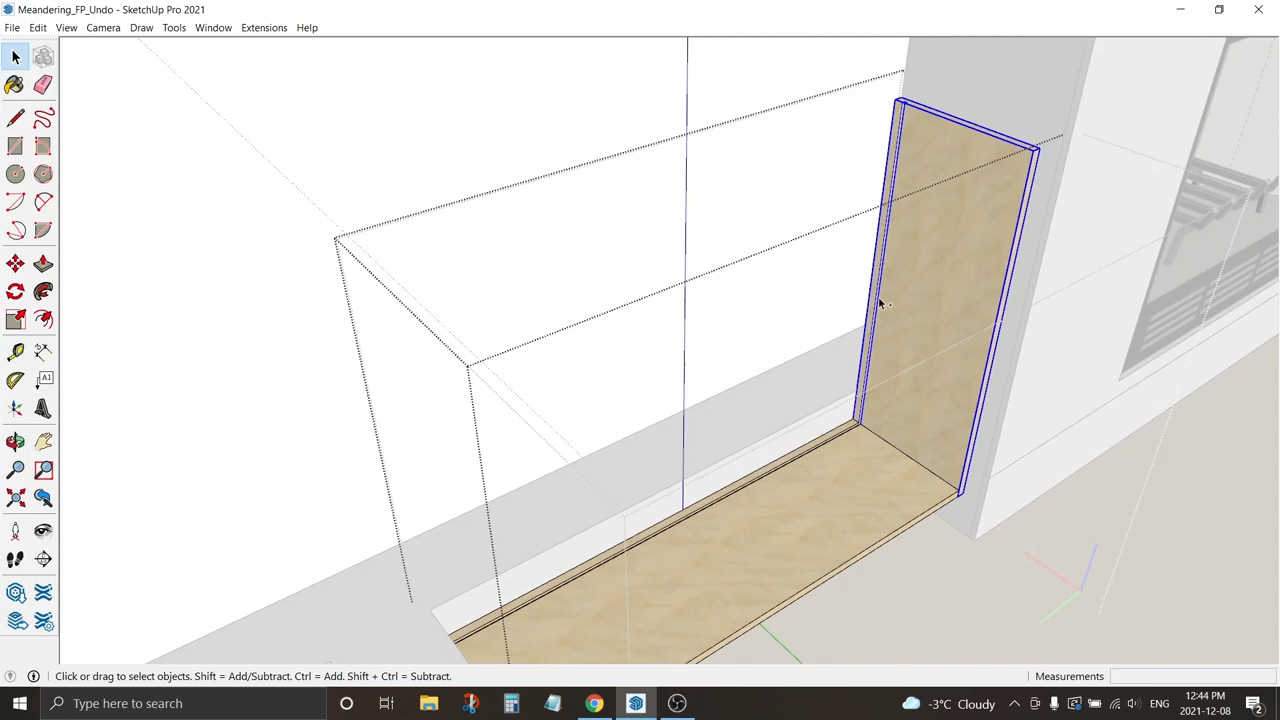 Meandering_FP_Undo - SketchUp Pro 2021
File Edit View Camera Draw Tools Window Extensions Help
A1
Click or drag to select objects. Shift = Add/Subtract. Ctrl = Add. Shift + Ctrl = Subtract.
Measurements
Type here to search
-3°C Cloudy
ENG
12:44 PM
2021-12-08
2